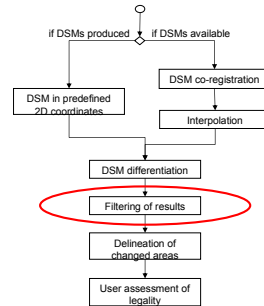 if DSMs produced
if DSMs available
DSM co-registration
DSM in predefined
2D coordinates
Interpolation
DSM differentiation
Filtering of results
Delineation of
changed areas
User assessment of
legality